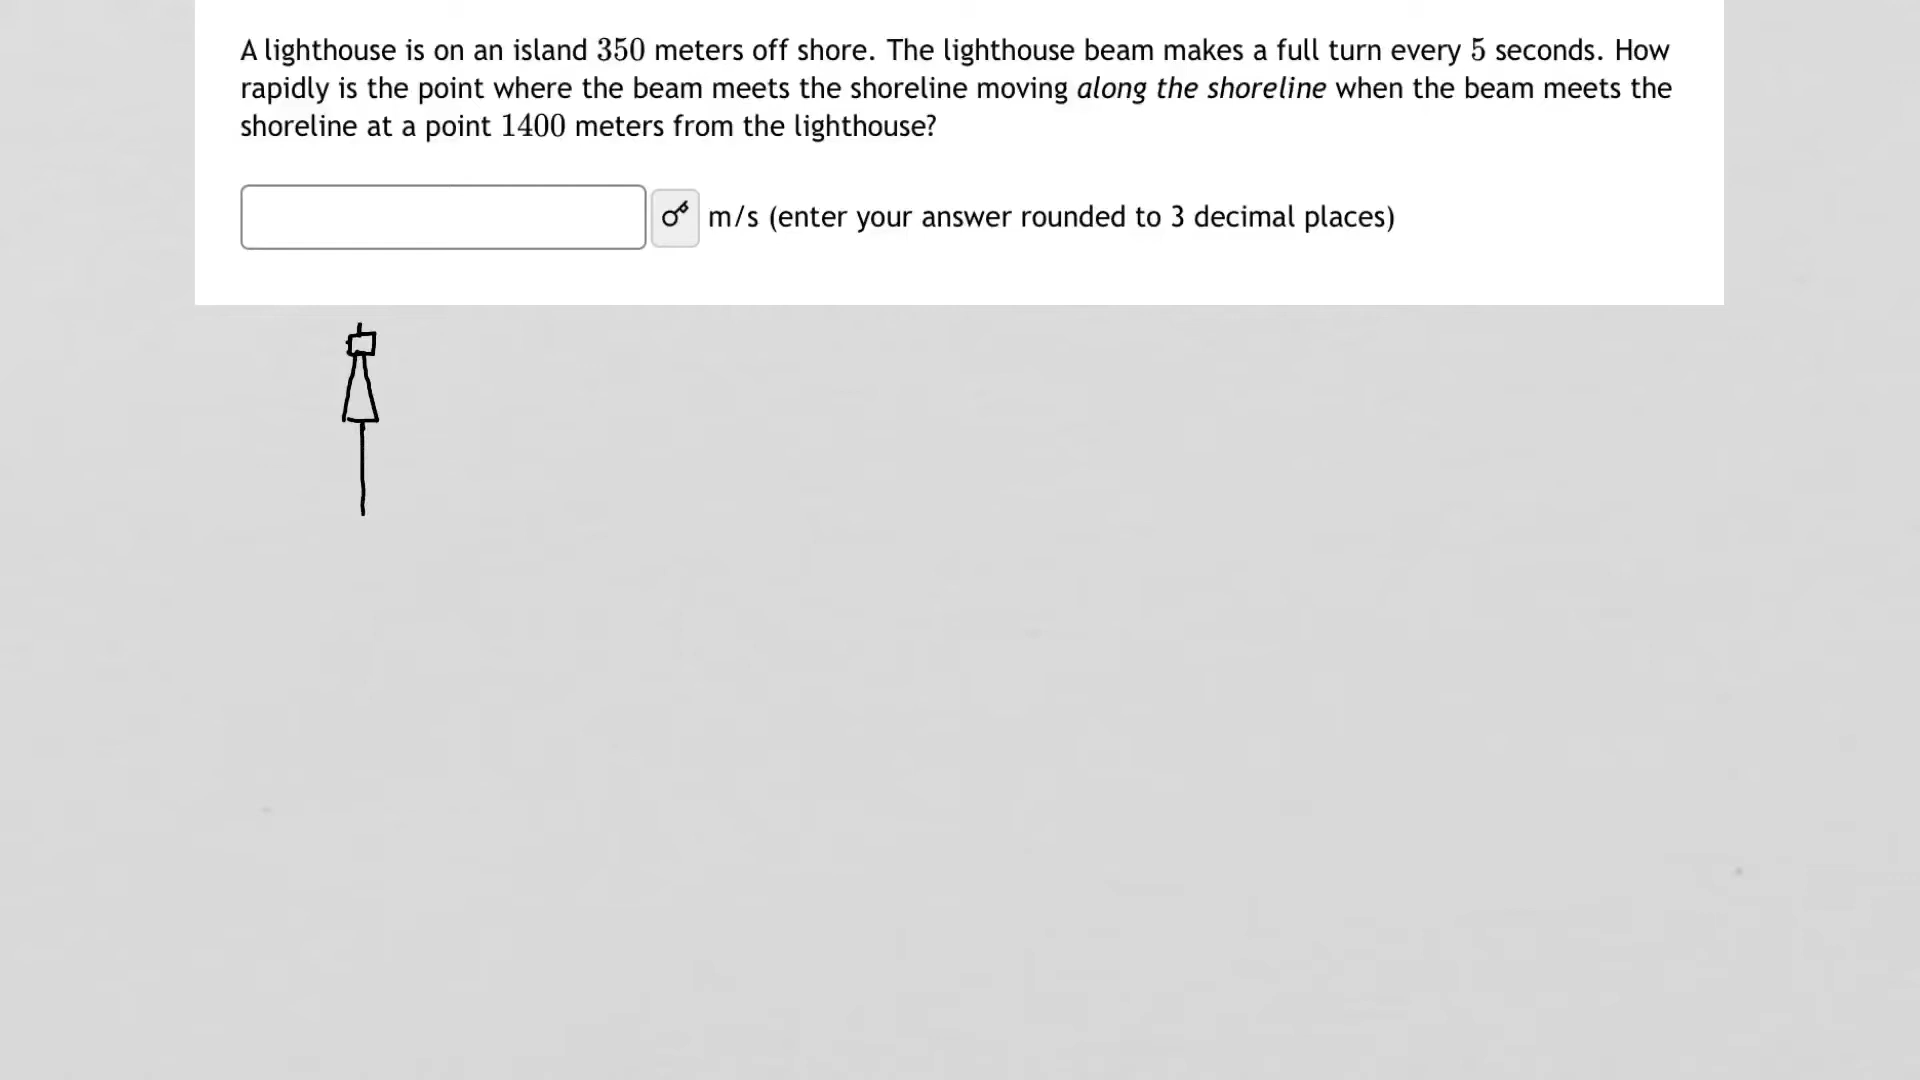 A lighthouse is on an island 350 meters off shore. The lighthouse beam makes a full turn every 5 seconds. How
rapidly is the point where the beam meets the shoreline moving along the shoreline when the beam meets the
shoreline at a point 1400 meters from the lighthouse?
m/s (enter your answer rounded to 3 decimal places)